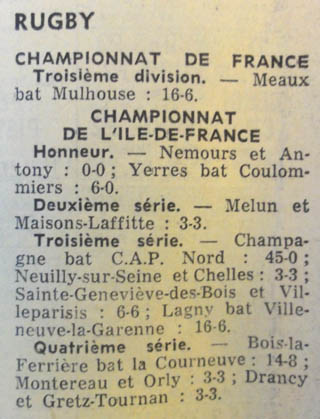 RUGBY
CHAMPIONNAT DE FRANCE
Troisième division. — Meaux
bat Mulhouse : 16-6.
CHAMPIONNAT
DE L'ILE-DE-FRANCE
Honneur. — Nemours et An-
tony : 0-0 ; Yerres bat Coulom-
miers : 6-0.
Deuxième série. — Melun et
Maisons-Laffitte : 3-3.
Troisième série. — Champa-
gne bat C.A.P. Nord : 45-0 ;
Neuilly-sur-Seine et Chelles : 3-3 ;
Sainte-Geneviève-des-Bois et Vil-
leparisis : 6-6 ; Lagny bat Ville-
neuve-la-Garenne : 16-6.
Quatrième série. — Bois-la-
Ferrière bat la Courneuve : 14-8 ;
Montereau et Orly : 3-3 ; Drancy
et Gretz-Tournan : 3-3.